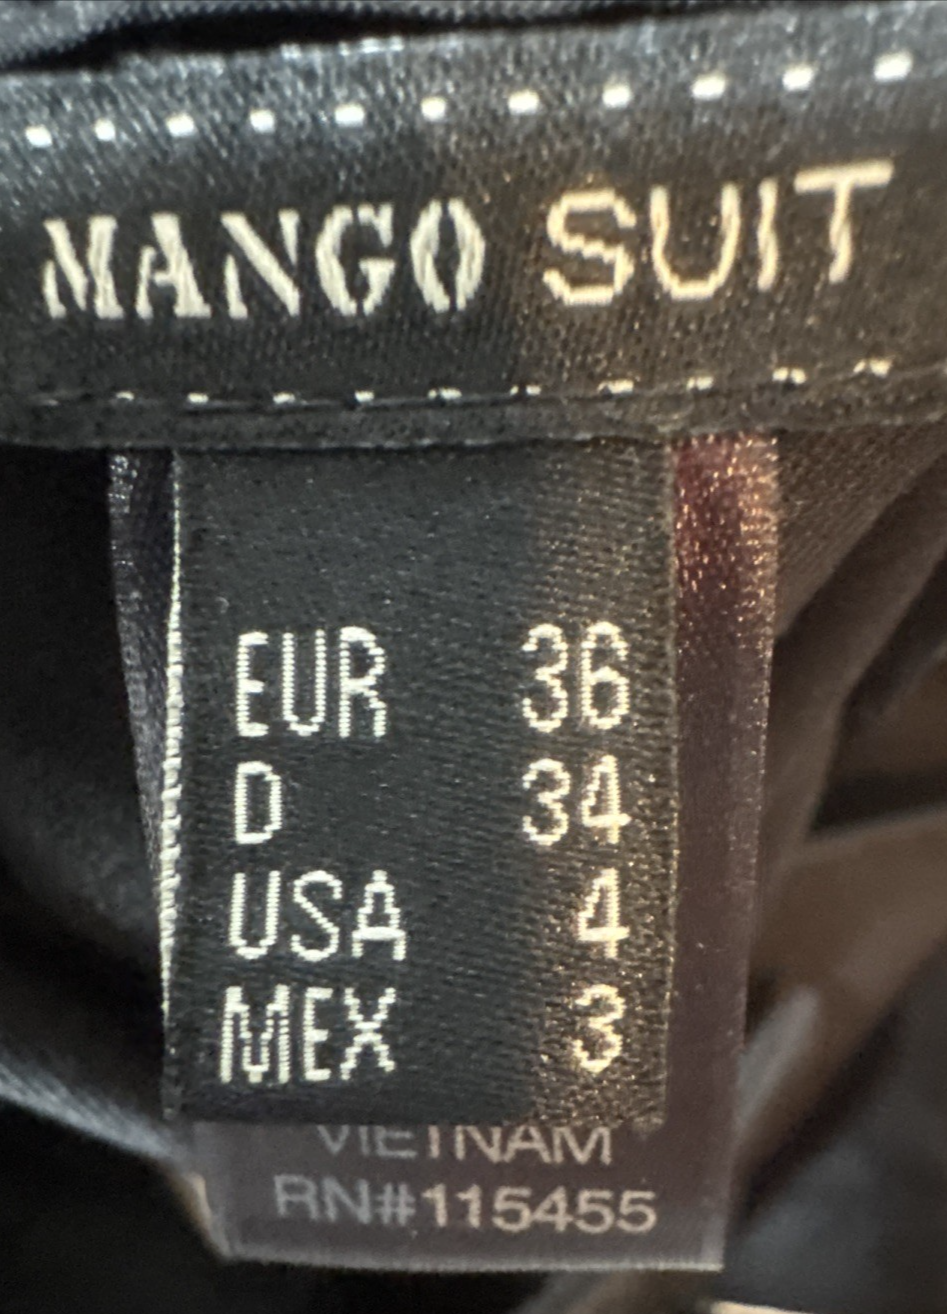 MANGO SUIT
EUR 36
D 34
USA 4
MEX 3
VIETNAM
RN#115455